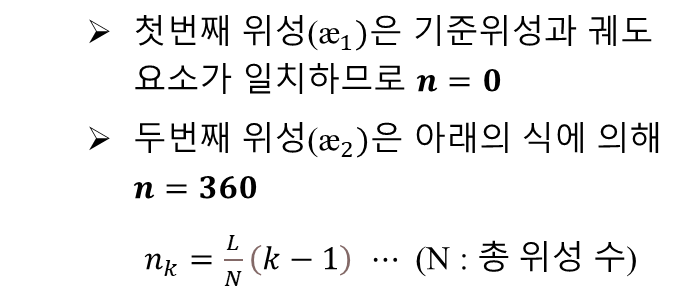 ➢ 첫번째 위성(æ₁)은 기준위성과 궤도
요소가 일치하므로 n = 0
➢ 두번째 위성(æ₂)은 아래의 식에 의해
n = 360
nₖ = L/N (k − 1) ⋯ (N : 총 위성 수)